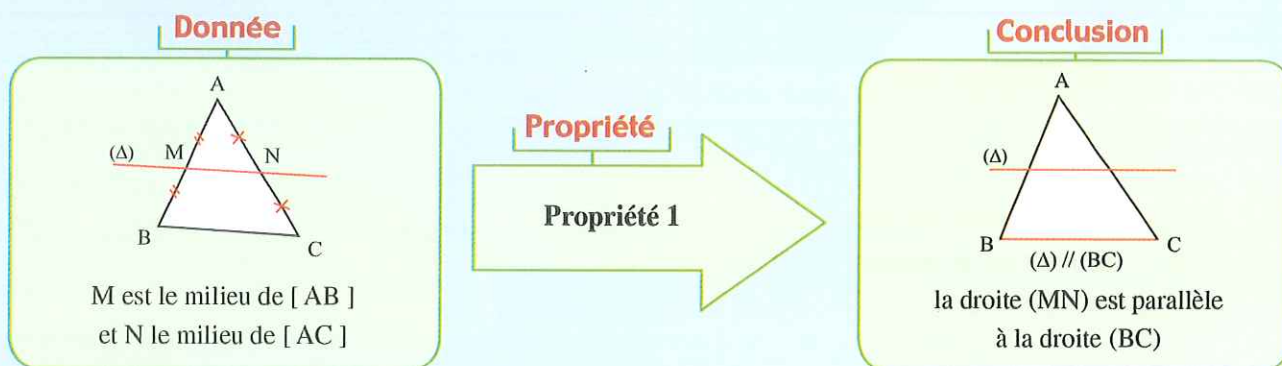 Donnée
A
(Δ)
M
N
B
C
M est le milieu de [ AB ]
et N le milieu de [ AC ]
Propriété
Propriété 1
Conclusion
A
(Δ)
B
C
(Δ) // (BC)
la droite (MN) est parallèle
à la droite (BC)